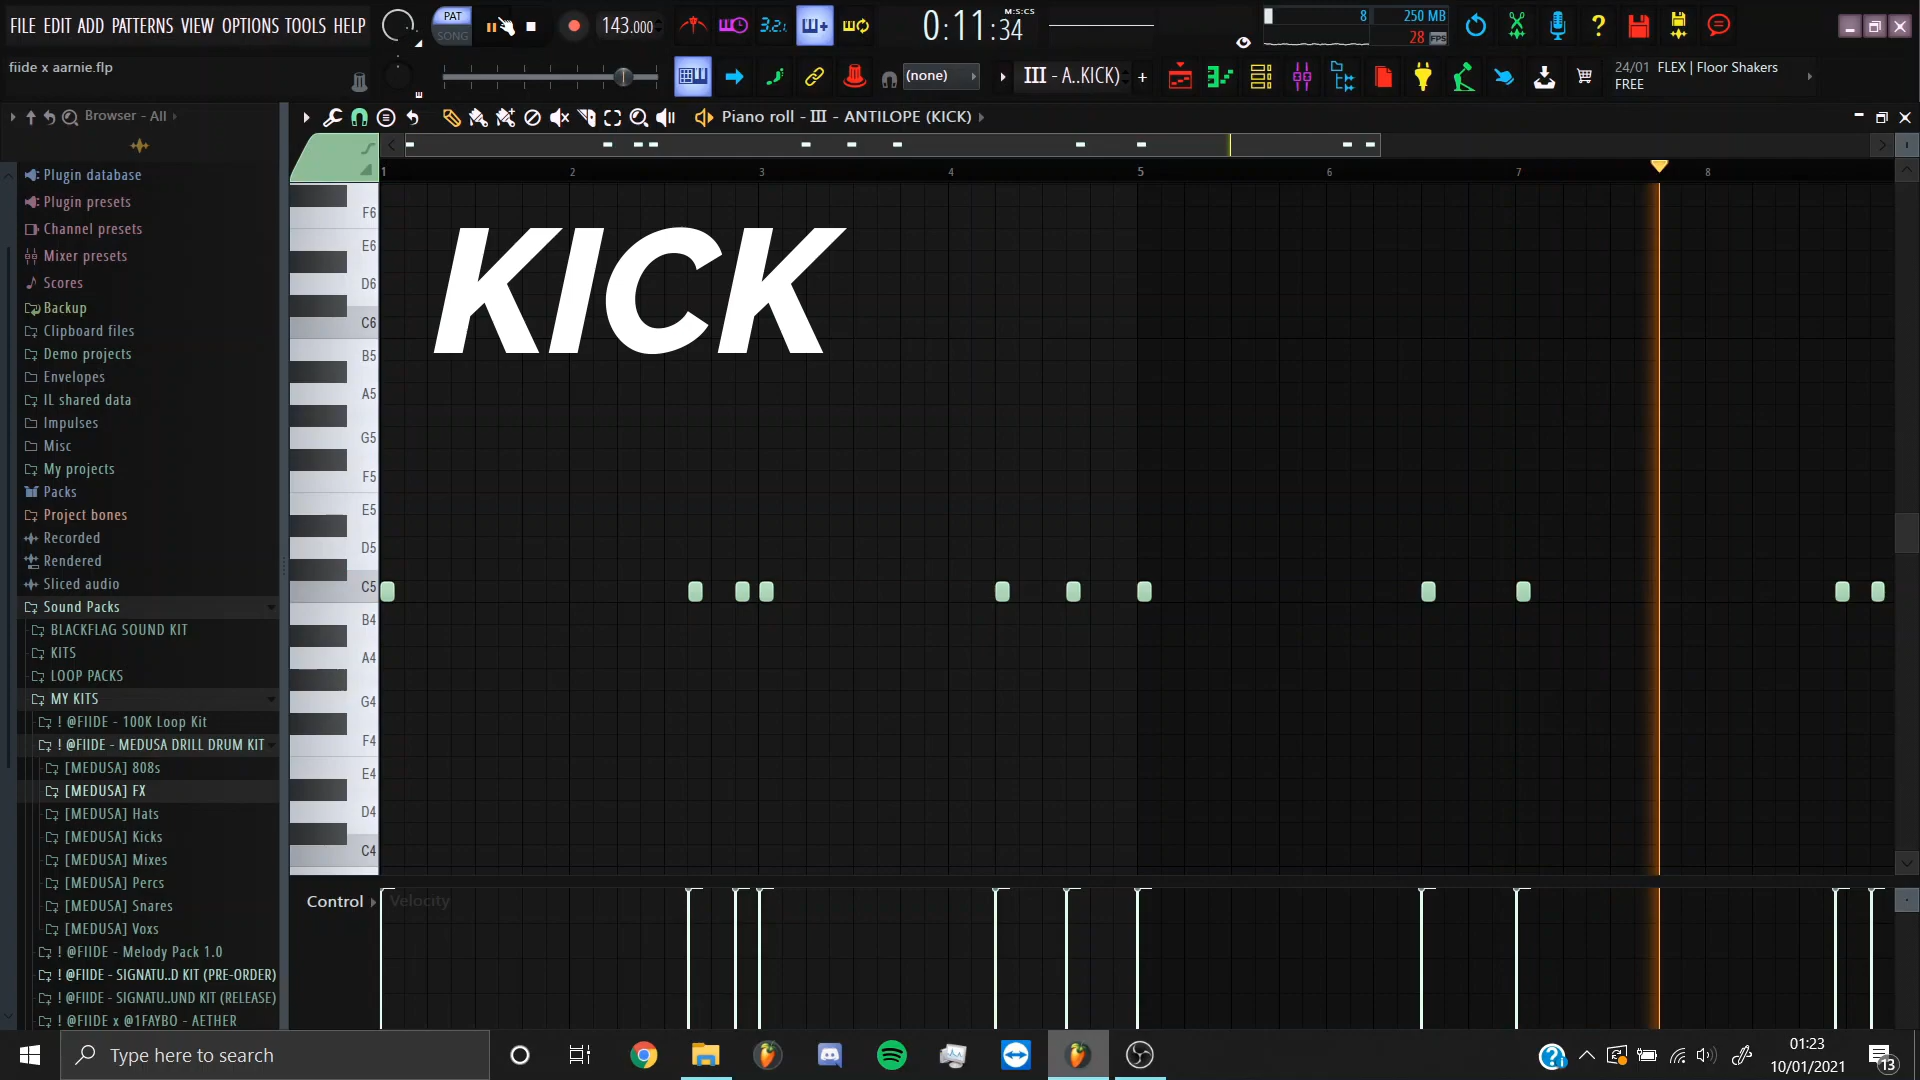 FILE EDIT ADD PATTERNS VIEW OPTIONS TOOLS HELP
PAT
SONG
143.000
3.2.1
0:11:34
M:S:CS
8
250 MB
28 FPS
fiide x aarnie.flp
(none)
III - A..KICK)
24/01 FLEX | Floor Shakers
FREE
Browser - All
Piano roll - III - ANTILOPE (KICK)
1 2 3 4 5 6 7 8
Plugin database
Plugin presets
Channel presets
Mixer presets
Scores
Backup
Clipboard files
Demo projects
Envelopes
IL shared data
Impulses
Misc
My projects
Packs
Project bones
Recorded
Rendered
Sliced audio
Sound Packs
BLACKFLAG SOUND KIT
KITS
LOOP PACKS
MY KITS
! @FIIDE - 100K Loop Kit
! @FIIDE - MEDUSA DRILL DRUM KIT
[MEDUSA] 808s
[MEDUSA] FX
[MEDUSA] Hats
[MEDUSA] Kicks
[MEDUSA] Mixes
[MEDUSA] Percs
[MEDUSA] Snares
[MEDUSA] Voxs
! @FIIDE - Melody Pack 1.0
! @FIIDE - SIGNATU..D KIT (PRE-ORDER)
! @FIIDE - SIGNATU..UND KIT (RELEASE)
! @FIIDE x @1FAYBO - AETHER
KICK
F6
E6
D6
C6
B5
A5
G5
F5
E5
D5
C5
B4
A4
G4
F4
E4
D4
C4
Control
Velocity
Type here to search
01:23
10/01/2021
13